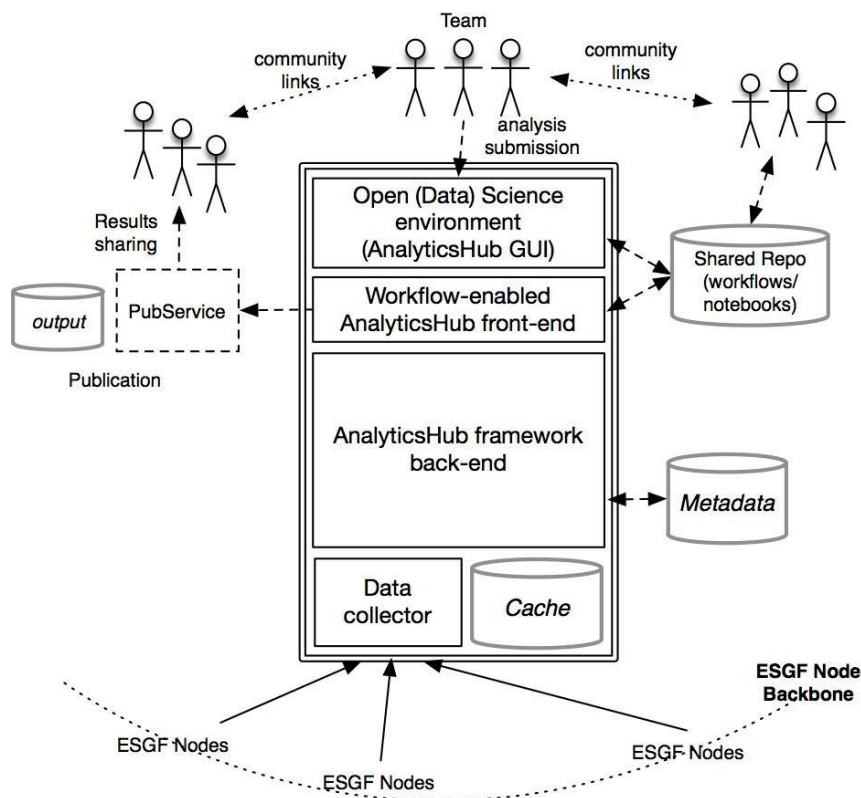 Team
community
links
community
links
analysis
submission
Open (Data) Science
environment
(AnalyticsHub GUI)
Results
sharing
Shared Repo
(workflows/
notebooks)
Workflow-enabled
AnalyticsHub front-end
output
PubService
Publication
AnalyticsHub framework
back-end
Metadata
Data
collector
Cache
ESGF Node
Backbone
ESGF Nodes
ESGF Nodes
ESGF Nodes